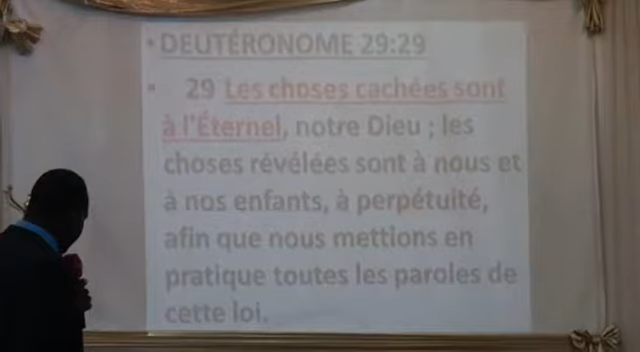 • DEUTÉRONOME 29:29
• 29 Les choses cachées sont
à l'Éternel, notre Dieu ; les
choses révélées sont à nous et
à nos enfants, à perpétuité,
afin que nous mettions en
pratique toutes les paroles de
cette loi.